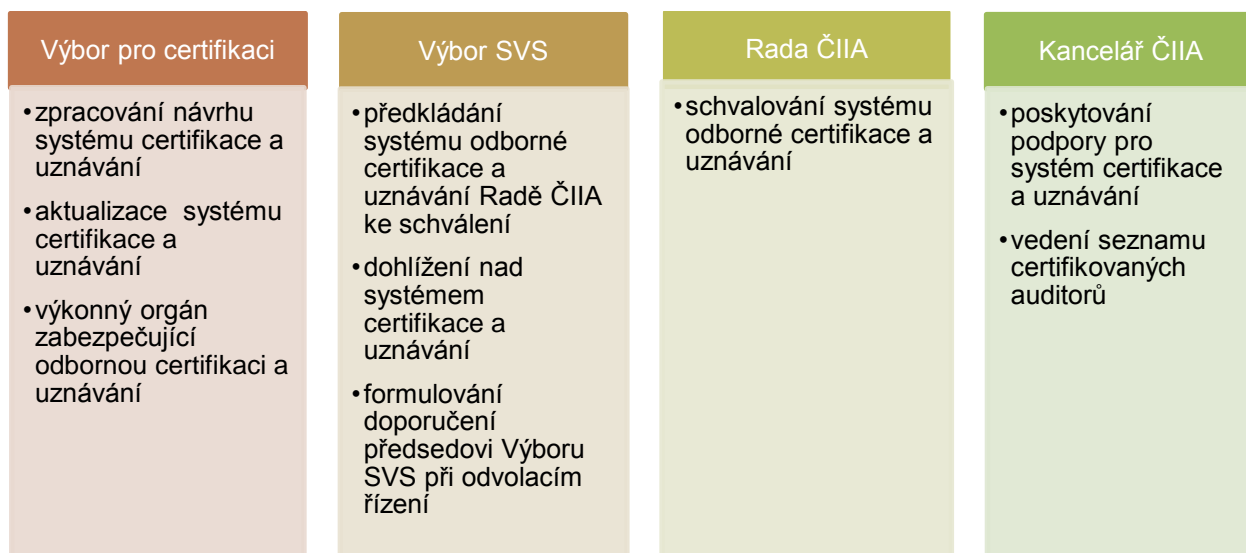 Výbor pro certifikaci
•zpracování návrhu
systému certifikace a
uznávání
•aktualizace systému
certifikace a
uznávání
•výkonný orgán
zabezpečující
odbornou certifikaci a
uznávání
Výbor SVS
•předkládání
systému odborné
certifikace a
uznávání Radě ČIIA
ke schválení
•dohlížení nad
systémem
certifikace a
uznávání
•formulování
doporučení
předsedovi Výboru
SVS při odvolacím
řízení
Rada ČIIA
•schvalování systému
odborné certifikace a
uznávání
Kancelář ČIIA
•poskytování
podpory pro
systém certifikace
a uznávání
•vedení seznamu
certifikovaných
auditorů